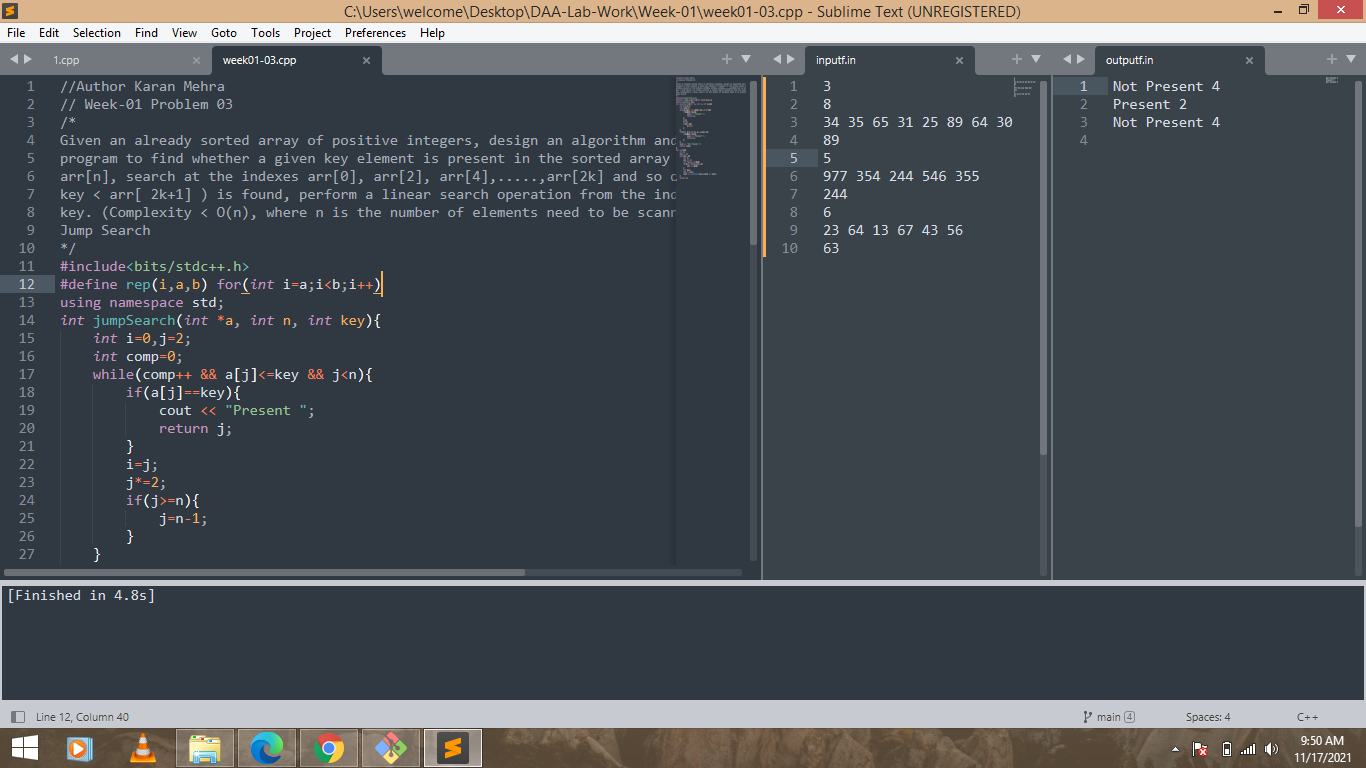 C:\Users\welcome\Desktop\DAA-Lab-Work\Week-01\week01-03.cpp - Sublime Text (UNREGISTERED)
File Edit Selection Find View Goto Tools Project Preferences Help
1.cpp
week01-03.cpp
1 //Author Karan Mehra
2 // Week-01 Problem 03
3 /*
4 Given an already sorted array of positive integers, design an algorithm and
5 program to find whether a given key element is present in the sorted array
6 arr[n], search at the indexes arr[0], arr[2], arr[4],.....,arr[2k] and so
7 key < arr[ 2k+1] ) is found, perform a linear search operation from the
8 key. (Complexity < O(n), where n is the number of elements need to be
9 Jump Search
10 */
11 #include<bits/stdc++.h>
12 #define rep(i,a,b) for(int i=a;i<b;i++)
13 using namespace std;
14 int jumpSearch(int *a, int n, int key){
15 int i=0,j=2;
16 int comp=0;
17 while(comp++ && a[j]<=key && j<n){
18 if(a[j]==key){
19 cout << "Present ";
20 return j;
21 }
22 i=j;
23 j*=2;
24 if(j>=n){
25 j=n-1;
26 }
27 }
inputf.in
1 3
2 8
3 34 35 65 31 25 89 64 30
4 89
5 5
6 977 354 244 546 355
7 244
8 6
9 23 64 13 67 43 56
10 63
outputf.in
1 Not Present 4
2 Present 2
3 Not Present 4
4
[Finished in 4.8s]
Line 12, Column 40
main 4
Spaces: 4
C++
9:50 AM
11/17/2021